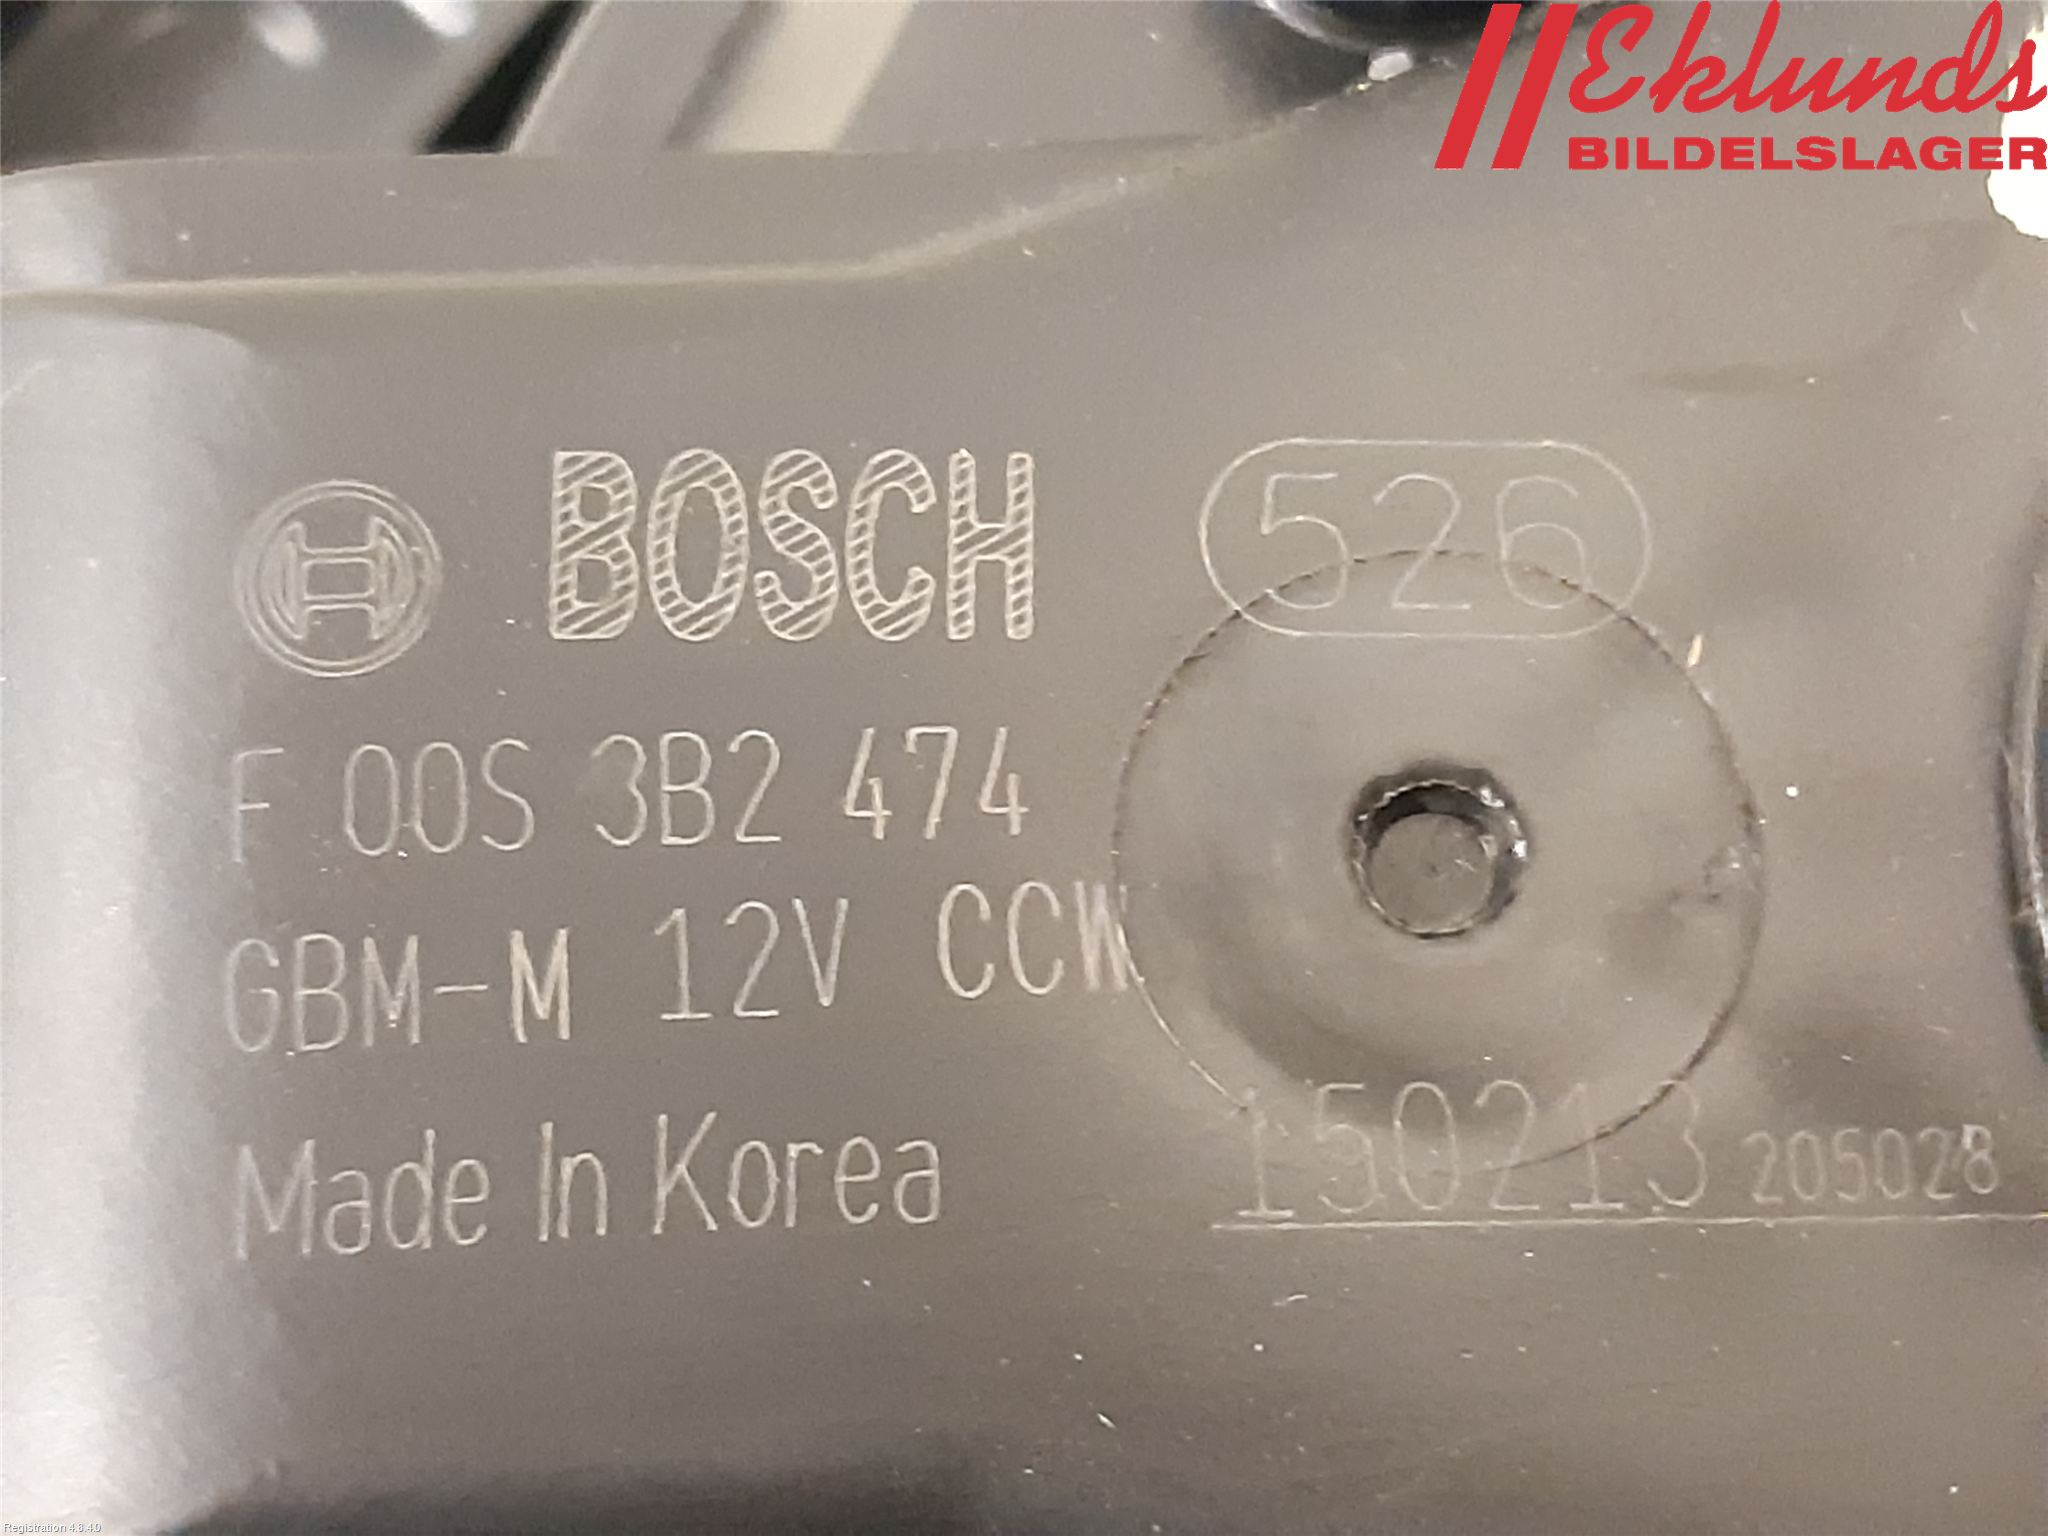 Eklunds
BILDELSLAGER
BOSCH 526
F 00S 3B2 474
GBM-M 12V CCW
Made In Korea
150213 205028
Registration 4.8.4.0